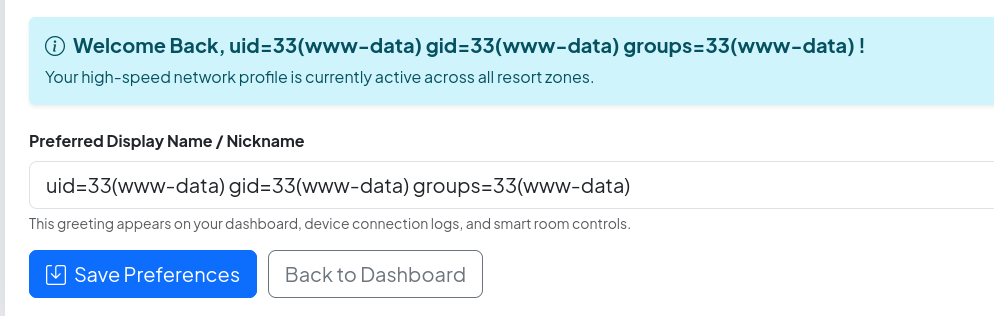 Welcome Back, uid=33(www-data) gid=33(www-data) groups=33(www-data) !
Your high-speed network profile is currently active across all resort zones.
Preferred Display Name / Nickname
uid=33(www-data) gid=33(www-data) groups=33(www-data)
This greeting appears on your dashboard, device connection logs, and smart room controls.
Save Preferences
Back to Dashboard